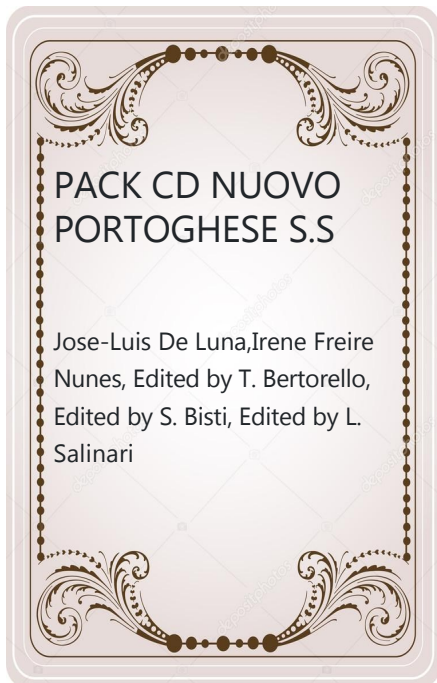 PACK CD NUOVO
PORTOGHESE S.S
Jose-Luis De Luna,Irene Freire
Nunes, Edited by T. Bertorello,
Edited by S. Bisti, Edited by L.
Salinari